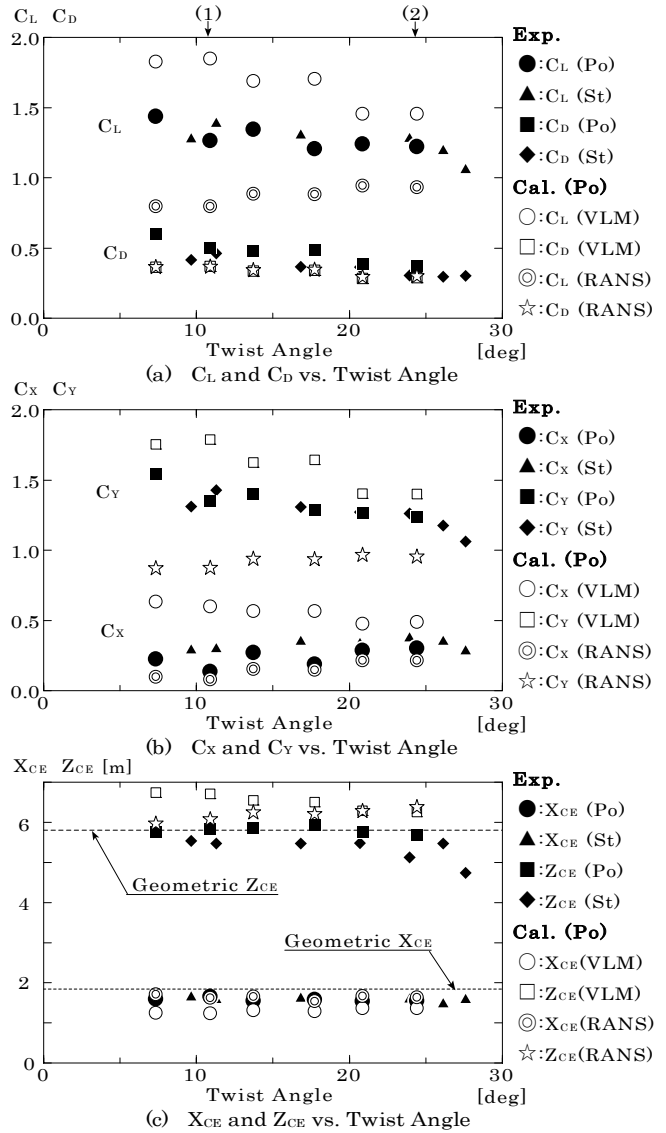 CL CD
(1)
(2)
2.0
1.5
1.0
0.5
0.0
CL
CD
0
10
20
30
Twist Angle
[deg]
(a) CL and CD vs. Twist Angle
Exp.
:CL (Po)
:CL (St)
:CD (Po)
:CD (St)
Cal. (Po)
:CL (VLM)
:CD (VLM)
:CL (RANS)
:CD (RANS)
CX CY
2.0
1.5
1.0
0.5
0.0
CY
CX
0
10
20
30
Twist Angle
[deg]
(b) CX and CY vs. Twist Angle
Exp.
:CX (Po)
:CX (St)
:CY (Po)
:CY (St)
Cal. (Po)
:CX (VLM)
:CY (VLM)
:CX (RANS)
:CY (RANS)
XCE ZCE [m]
6
4
2
0
Geometric ZCE
Geometric XCE
0
10
20
30
Twist Angle
[deg]
(c) XCE and ZCE vs. Twist Angle
Exp.
:XCE (Po)
:XCE (St)
:ZCE (Po)
:ZCE (St)
Cal. (Po)
:XCE(VLM)
:ZCE(VLM)
:XCE(RANS)
:ZCE(RANS)